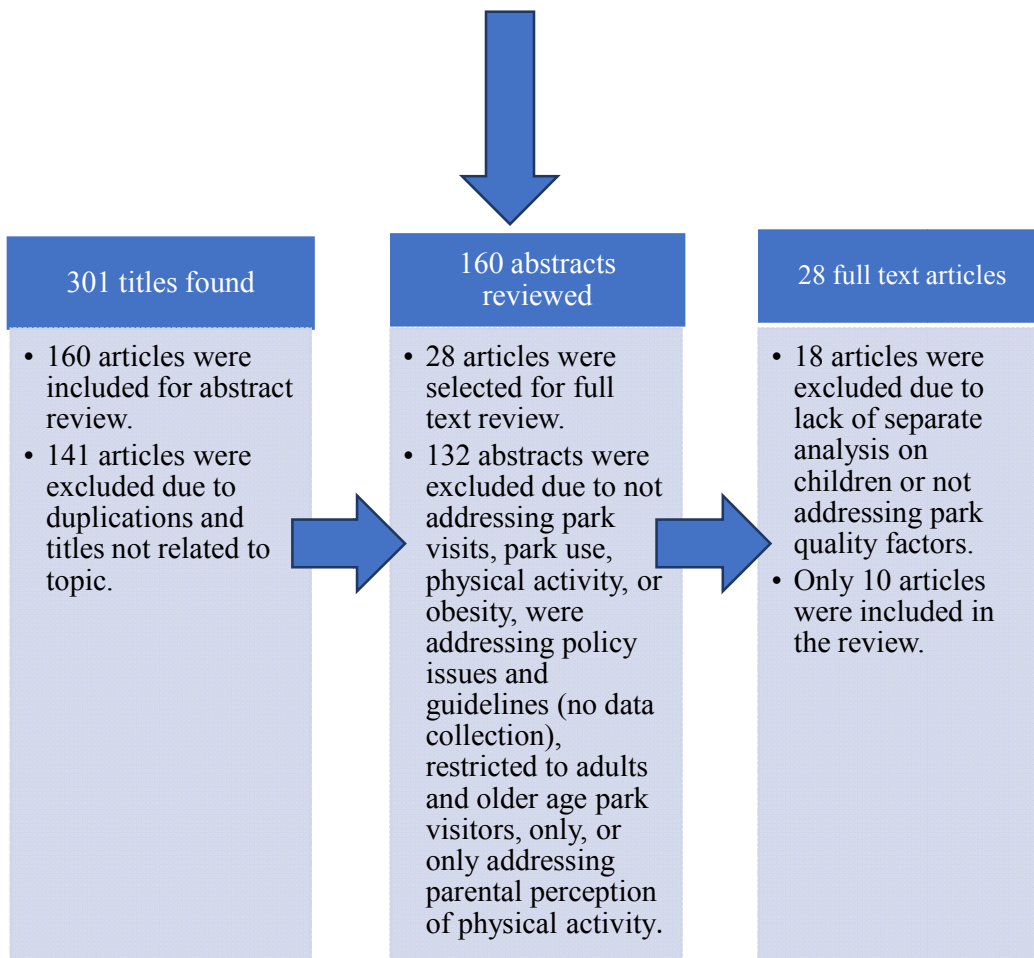 301 titles found
• 160 articles were
included for abstract
review.
• 141 articles were
excluded due to
duplications and
titles not related to
topic.
160 abstracts
reviewed
• 28 articles were
selected for full
text review.
• 132 abstracts were
excluded due to not
addressing park
visits, park use,
physical activity, or
obesity, were
addressing policy
issues and
guidelines (no data
collection),
restricted to adults
and older age park
visitors, only, or
only addressing
parental perception
of physical activity.
28 full text articles
• 18 articles were
excluded due to
lack of separate
analysis on
children or not
addressing park
quality factors.
• Only 10 articles
were included in
the review.